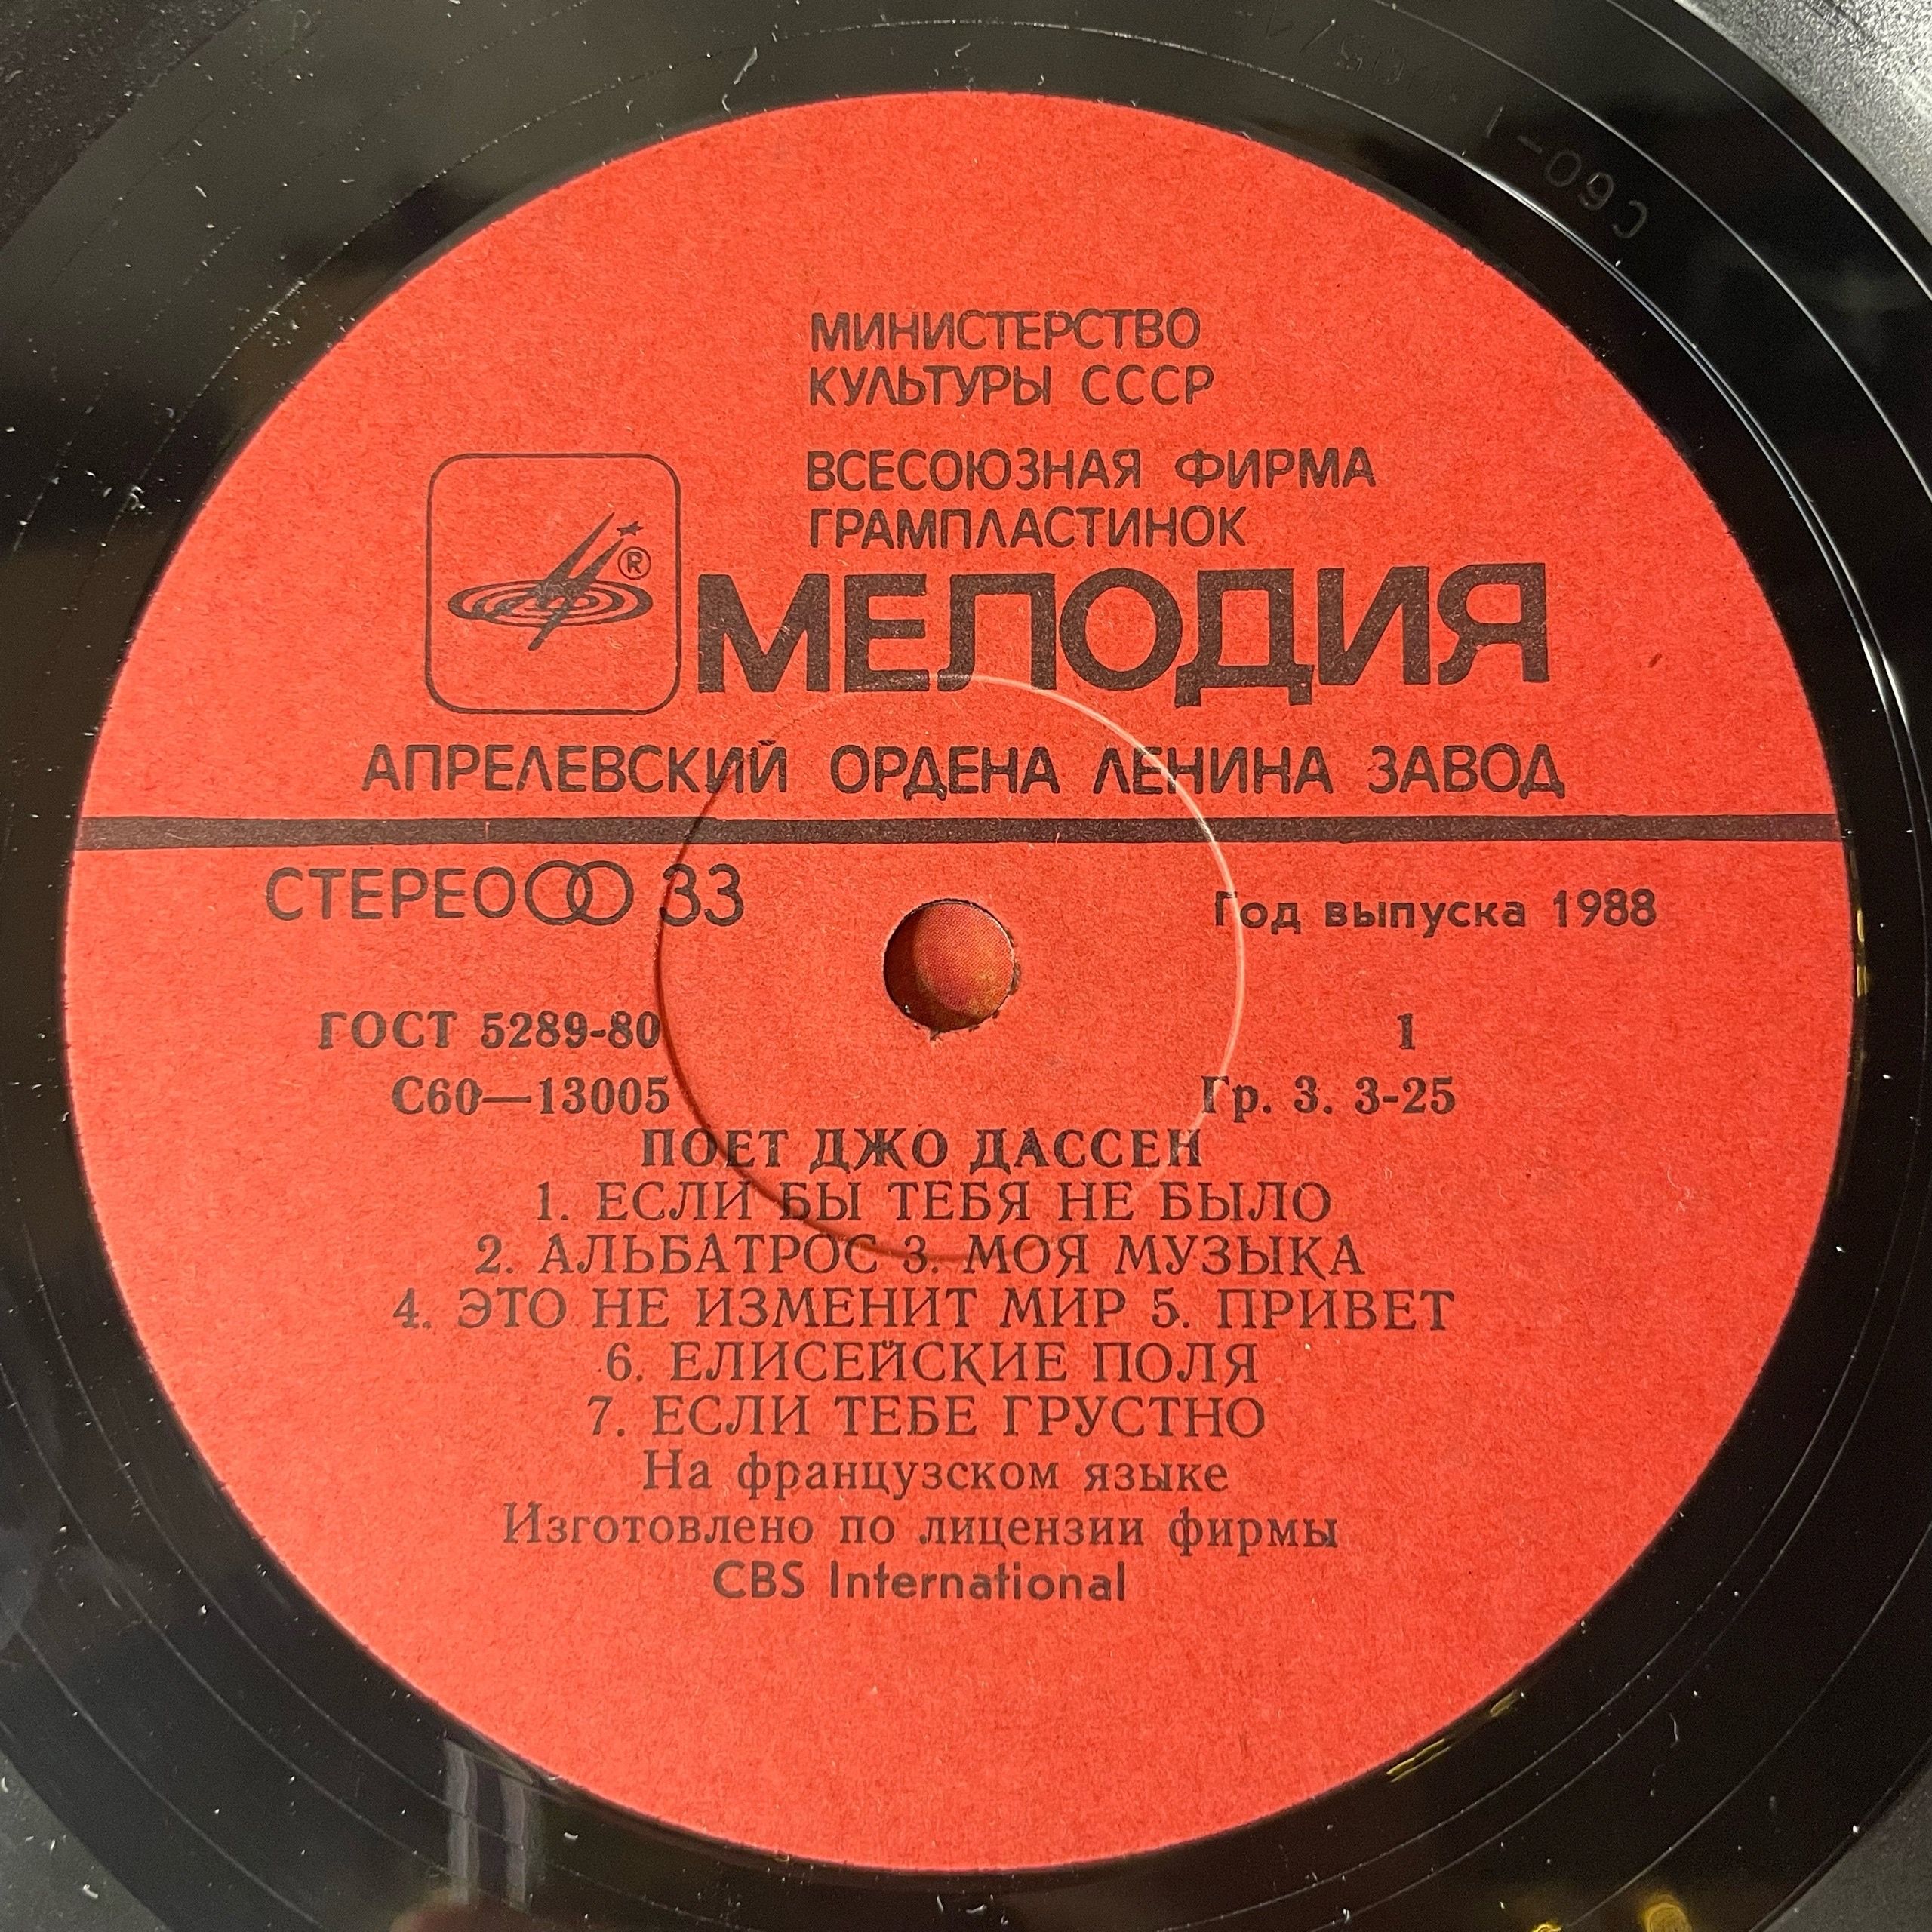 МИНИСТЕРСТВО
КУЛЬТУРЫ СССР
ВСЕСОЮЗНАЯ ФИРМА
ГРАМПЛАСТИНОК
®
МЕЛОДИЯ
АПРЕЛЕВСКИЙ ОРДЕНА ЛЕНИНА ЗАВОД
СТЕРЕО 33 Год выпуска 1988
ГОСТ 5289-80 1
С60—13005 Гр. 3. 3-25
ПОЕТ ДЖО ДАССЕН
1. ЕСЛИ БЫ ТЕБЯ НЕ БЫЛО
2. АЛЬБАТРОС 3. МОЯ МУЗЫКА
4. ЭТО НЕ ИЗМЕНИТ МИР 5. ПРИВЕТ
6. ЕЛИСЕЙСКИЕ ПОЛЯ
7. ЕСЛИ ТЕБЕ ГРУСТНО
На французском языке
Изготовлено по лицензии фирмы
CBS International